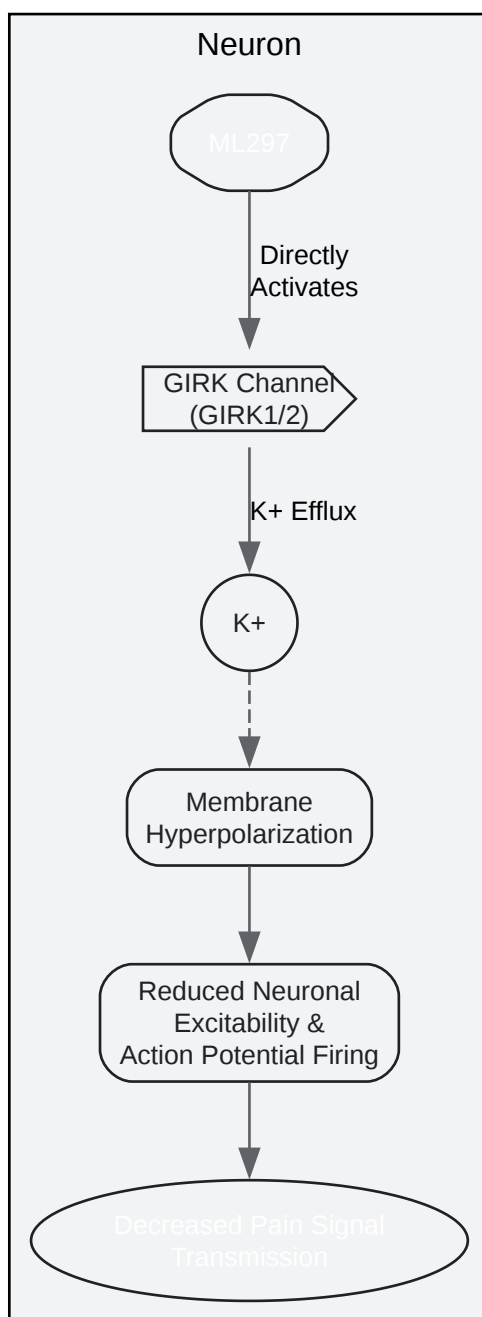 Neuron
ML297
Directly
Activates
GIRK Channel
(GIRK1/2)
K+ Efflux
K+
Membrane
Hyperpolarization
Reduced Neuronal
Excitability &
Action Potential Firing
Decreased Pain Signal
Transmission